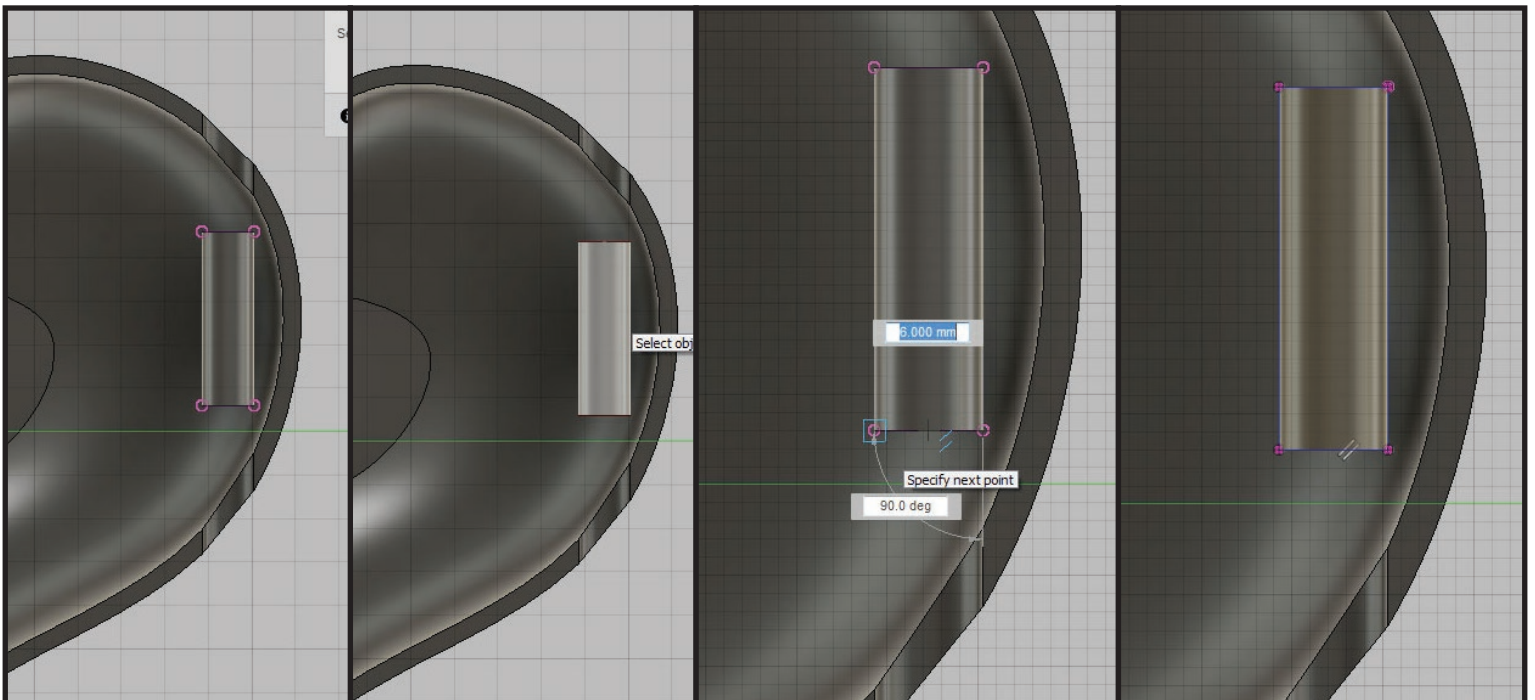 Select obj
6.000 mm
Specify next point
90.0 deg